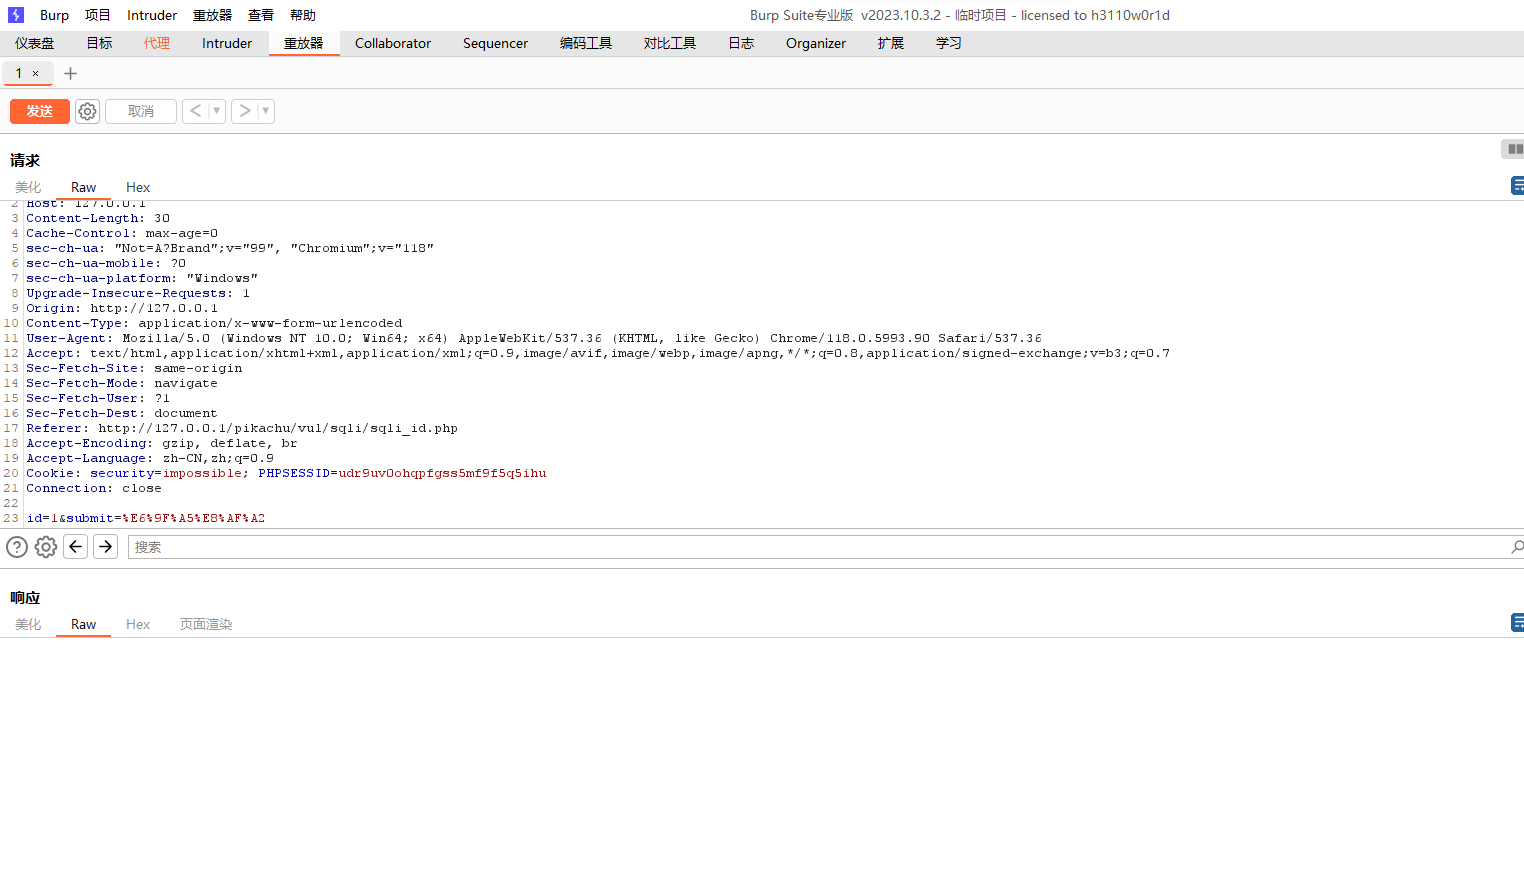 Burp 项目 Intruder 重放器 查看 帮助 Burp Suite专业版 v2023.10.3.2 - 临时项目 - licensed to h3110w0r1d
仪表盘 目标 代理 Intruder 重放器 Collaborator Sequencer 编码工具 对比工具 日志 Organizer 扩展 学习
1 × +
发送 取消 < >
请求
美化 Raw Hex
2 Host: 127.0.0.1
3 Content-Length: 30
4 Cache-Control: max-age=0
5 sec-ch-ua: "Not=A?Brand";v="99", "Chromium";v="118"
6 sec-ch-ua-mobile: ?0
7 sec-ch-ua-platform: "Windows"
8 Upgrade-Insecure-Requests: 1
9 Origin: http://127.0.0.1
10 Content-Type: application/x-www-form-urlencoded
11 User-Agent: Mozilla/5.0 (Windows NT 10.0; Win64; x64) AppleWebKit/537.36 (KHTML, like Gecko) Chrome/118.0.5993.90 Safari/537.36
12 Accept: text/html,application/xhtml+xml,application/xml;q=0.9,image/avif,image/webp,image/apng,*/*;q=0.8,application/signed-exchange;v=b3;q=0.7
13 Sec-Fetch-Site: same-origin
14 Sec-Fetch-Mode: navigate
15 Sec-Fetch-User: ?1
16 Sec-Fetch-Dest: document
17 Referer: http://127.0.0.1/pikachu/vul/sqli/sqli_id.php
18 Accept-Encoding: gzip, deflate, br
19 Accept-Language: zh-CN,zh;q=0.9
20 Cookie: security=impossible; PHPSESSID=udr9uv0ohqpfgss5mf9f5q5ihu
21 Connection: close
22
23 id=1&submit=%E6%9F%A5%E8%AF%A2
搜索
响应
美化 Raw Hex 页面渲染